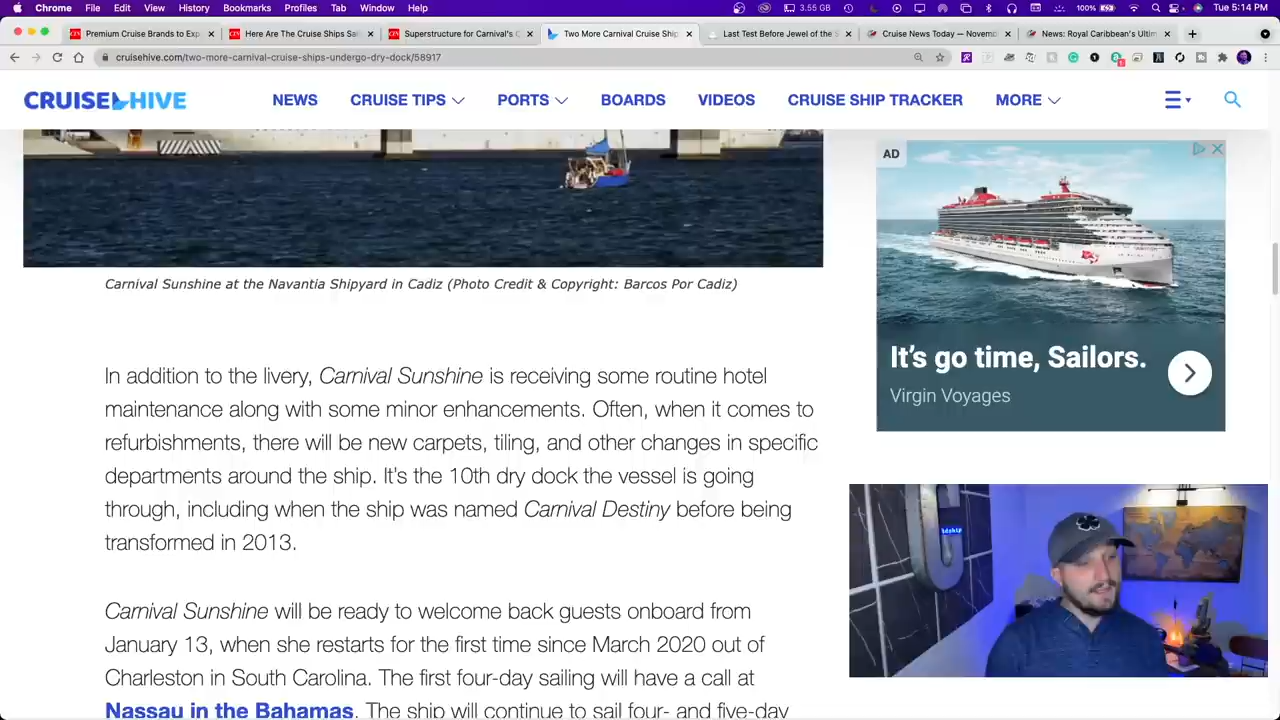 Chrome File Edit View History Bookmarks Profiles Tab Window Help 3.55 GB 100% Tue 5:14 PM
Premium Cruise Brands to Exp × Here Are The Cruise Ships Sai × Superstructure for Carnival's C × Two More Carnival Cruise Ship × Last Test Before Jewel of the S × Cruise News Today — Novemb × News: Royal Caribbean's Ultim × +
cruisehive.com/two-more-carnival-cruise-ships-undergo-dry-dock/58917
CRUISE HIVE NEWS CRUISE TIPS PORTS BOARDS VIDEOS CRUISE SHIP TRACKER MORE
AD
Carnival Sunshine at the Navantia Shipyard in Cadiz (Photo Credit & Copyright: Barcos Por Cadiz)
It's go time, Sailors.
Virgin Voyages
In addition to the livery, Carnival Sunshine is receiving some routine hotel
maintenance along with some minor enhancements. Often, when it comes to
refurbishments, there will be new carpets, tiling, and other changes in specific
departments around the ship. It's the 10th dry dock the vessel is going
through, including when the ship was named Carnival Destiny before being
transformed in 2013.
Carnival Sunshine will be ready to welcome back guests onboard from
January 13, when she restarts for the first time since March 2020 out of
Charleston in South Carolina. The first four-day sailing will have a call at
Nassau in the Bahamas. The ship will continue to sail four- and five-day